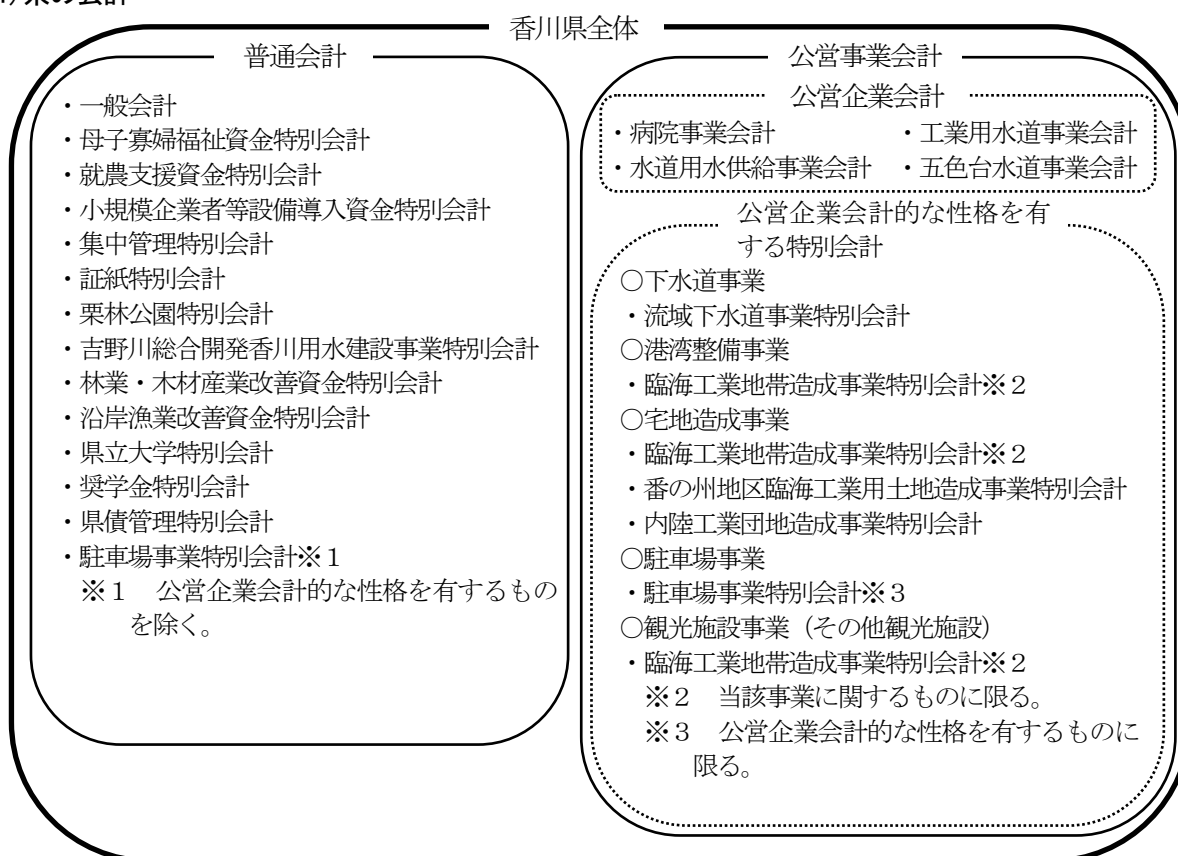 香川県全体
普通会計
・一般会計
・母子寡婦福祉資金特別会計
・就農支援資金特別会計
・小規模企業者等設備導入資金特別会計
・集中管理特別会計
・証紙特別会計
・栗林公園特別会計
・吉野川総合開発香川用水建設事業特別会計
・林業・木材産業改善資金特別会計
・沿岸漁業改善資金特別会計
・県立大学特別会計
・奨学金特別会計
・県債管理特別会計
・駐車場事業特別会計※1
※1　公営企業会計的な性格を有するもの
を除く。
公営事業会計
公営企業会計
・病院事業会計　・工業用水道事業会計
・水道用水供給事業会計　・五色台水道事業会計
公営企業会計的な性格を有
する特別会計
○下水道事業
・流域下水道事業特別会計
○港湾整備事業
・臨海工業地帯造成事業特別会計※2
○宅地造成事業
・臨海工業地帯造成事業特別会計※2
・番の州地区臨海工業用土地造成事業特別会計
・内陸工業団地造成事業特別会計
○駐車場事業
・駐車場事業特別会計※3
○観光施設事業（その他観光施設）
・臨海工業地帯造成事業特別会計※2
※2　当該事業に関するものに限る。
※3　公営企業会計的な性格を有するものに
限る。